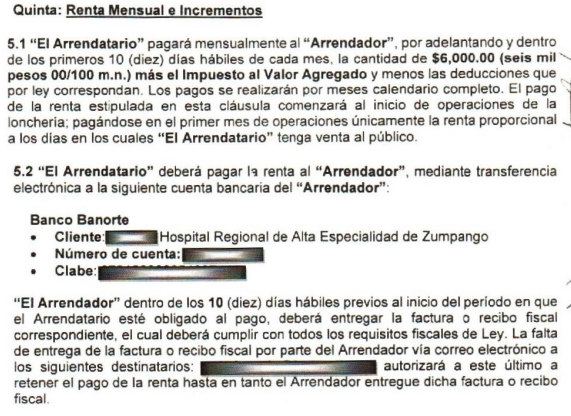 Quinta: Renta Mensual e Incrementos
5.1 "El Arrendatario" pagará mensualmente al "Arrendador", por adelantando y dentro
de los primeros 10 (diez) días hábiles de cada mes, la cantidad de $6,000.00 (seis mil
pesos 00/100 m.n.) más el Impuesto al Valor Agregado y menos las deducciones que
por ley correspondan. Los pagos se realizarán por meses calendario completo. El pago
de la renta estipulada en esta cláusula comenzará al inicio de operaciones de la
lonchería; pagándose en el primer mes de operaciones únicamente la renta proporcional
a los días en los cuales "El Arrendatario" tenga venta al público.
5.2 "El Arrendatario" deberá pagar la renta al "Arrendador", mediante transferencia
electrónica a la siguiente cuenta bancaria del "Arrendador":
Banco Banorte
• Cliente: Hospital Regional de Alta Especialidad de Zumpango
• Número de cuenta:
• Clabe:
"El Arrendador" dentro de los 10 (diez) días hábiles previos al inicio del período en que
el Arrendatario esté obligado al pago, deberá entregar la factura o recibo fiscal
correspondiente, el cual deberá cumplir con todos los requisitos fiscales de Ley. La falta
de entrega de la factura o recibo fiscal por parte del Arrendador vía correo electrónico a
los siguientes destinatarios: autorizará a este último a
retener el pago de la renta hasta en tanto el Arrendador entregue dicha factura o recibo
fiscal.